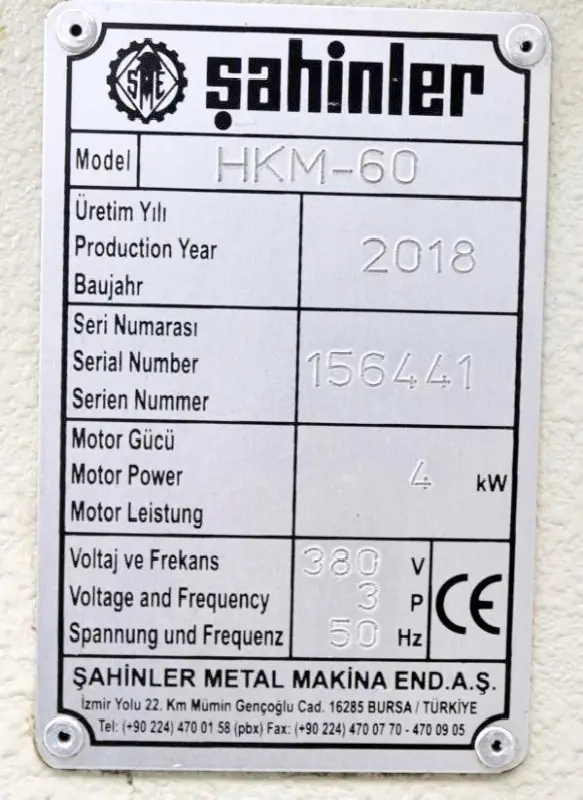 SME
şahinler
Model HKM-60
Üretim Yılı
Production Year 2018
Baujahr
Seri Numarası
Serial Number 156441
Serien Nummer
Motor Gücü
Motor Power 4 kW
Motor Leistung
Voltaj ve Frekans 380 V
Voltage and Frequency 3 P
Spannung und Frequenz 50 Hz
CE
ŞAHİNLER METAL MAKİNA END.A.Ş.
İzmir Yolu 22. Km Mümin Gençoğlu Cad. 16285 BURSA / TÜRKİYE
Tel: (+90 224) 470 01 58 (pbx) Fax: (+90 224) 470 07 70 - 470 09 05